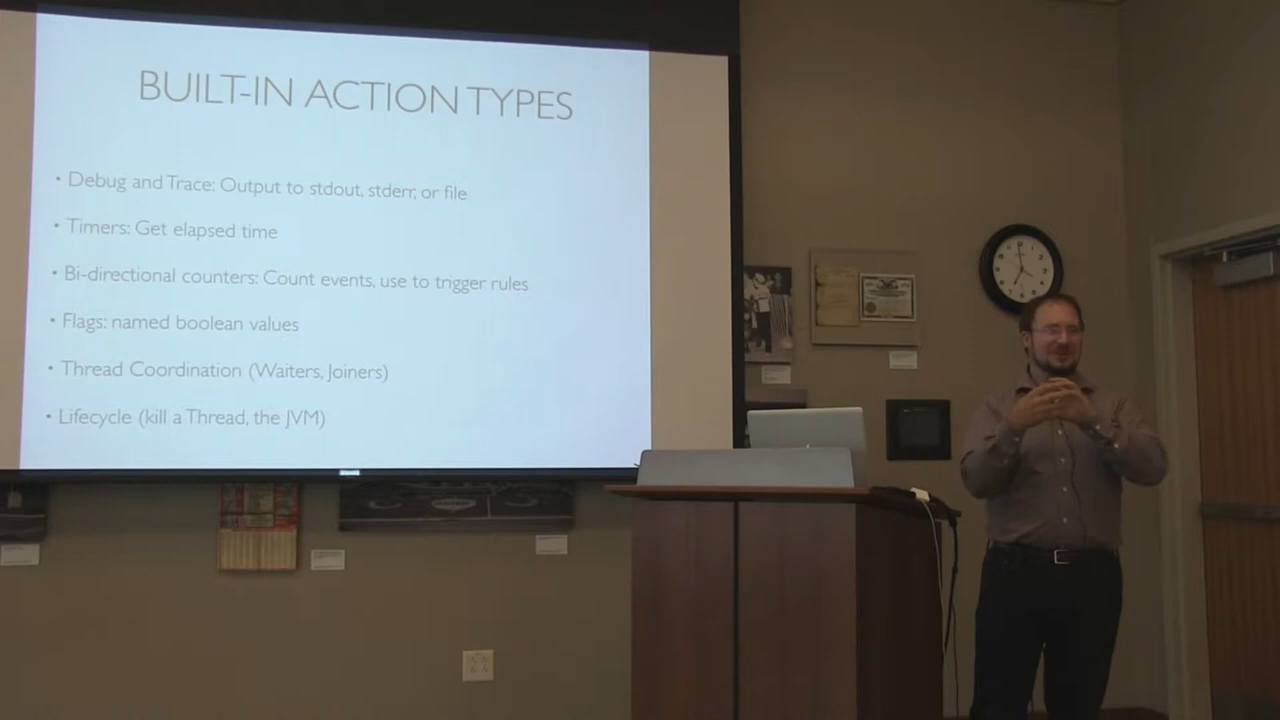 BUILT-IN ACTION TYPES
• Debug and Trace: Output to stdout, stderr, or file
• Timers: Get elapsed time
• Bi-directional counters: Count events, use to trigger rules
• Flags: named boolean values
• Thread Coordination (Waiters, Joiners)
• Lifecycle (kill a Thread, the JVM)